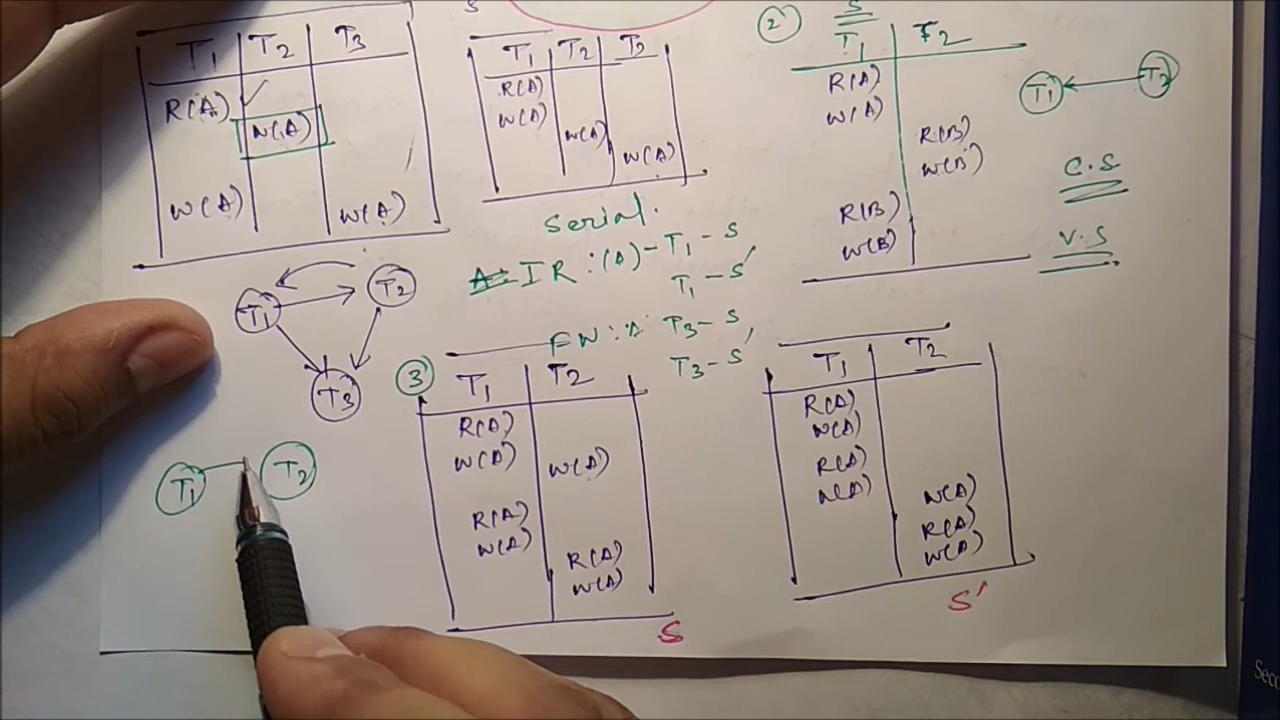 S
T1 T2 T3
R(A)
W(A)
W(A) W(A)
T1 T2 T3
R(A)
W(A)
W(A)
W(A)
Serial.
IR : (A) - T1 - S
T1 - S'
FW : A: T3 - S
T3 - S'
2
S
T1 T2
R(A)
W(A)
R(B)
W(B)
R(B)
W(B)
T1 T2
C.S
V.S
T1 T2
T3
T1 T2
3
T1 T2
R(A)
W(A) W(A)
R(A)
W(A)
R(A)
W(A)
S
T1 T2
R(A)
W(A)
R(A)
W(A) W(A)
R(A)
W(A)
S'
Seco